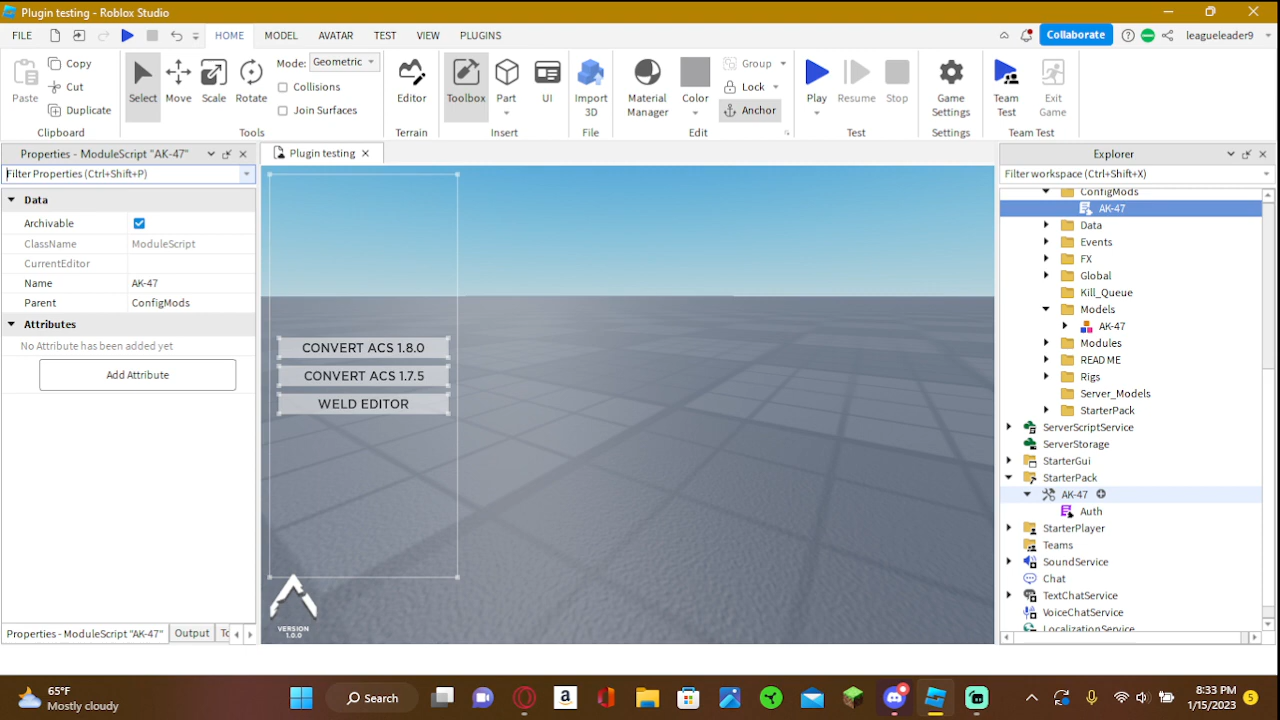 Plugin testing - Roblox Studio
FILE HOME MODEL AVATAR TEST VIEW PLUGINS Collaborate leagueleader9
Paste Copy Cut Duplicate Clipboard
Select Move Scale Rotate Mode: Geometric Collisions Join Surfaces Tools
Editor Terrain
Toolbox Part UI Insert
Import 3D File
Material Manager Color Group Lock Anchor Edit
Play Resume Stop Test
Game Settings Settings
Team Test Exit Game Team Test
Properties - ModuleScript "AK-47"
Filter Properties (Ctrl+Shift+P)
Data
Archivable
ClassName ModuleScript
CurrentEditor
Name AK-47
Parent ConfigMods
Attributes
No Attribute has been added yet
Add Attribute
Properties - ModuleScript "AK-47" Output To
Plugin testing
CONVERT ACS 1.8.0
CONVERT ACS 1.7.5
WELD EDITOR
VERSION
1.0.0
Explorer
Filter workspace (Ctrl+Shift+X)
ConfigMods
AK-47
Data
Events
FX
Global
Kill_Queue
Models
AK-47
Modules
READ ME
Rigs
Server_Models
StarterPack
ServerScriptService
ServerStorage
StarterGui
StarterPack
AK-47
Auth
StarterPlayer
Teams
SoundService
Chat
TextChatService
VoiceChatService
LocalizationService
65°F
Mostly cloudy
Search
8:33 PM
1/15/2023
5